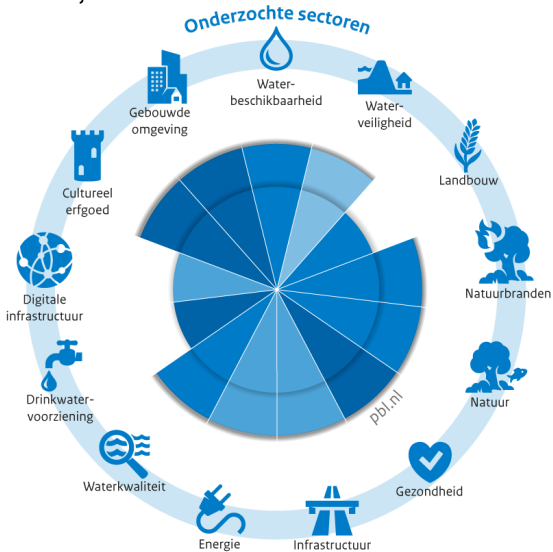 Onderzochte sectoren
Water-
beschikbaarheid
Water-
veiligheid
Landbouw
Natuurbranden
Natuur
Gezondheid
Infrastructuur
Energie
Waterkwaliteit
Drinkwater-
voorziening
Digitale
infrastructuur
Cultureel
erfgoed
Gebouwde
omgeving
pbl.nl